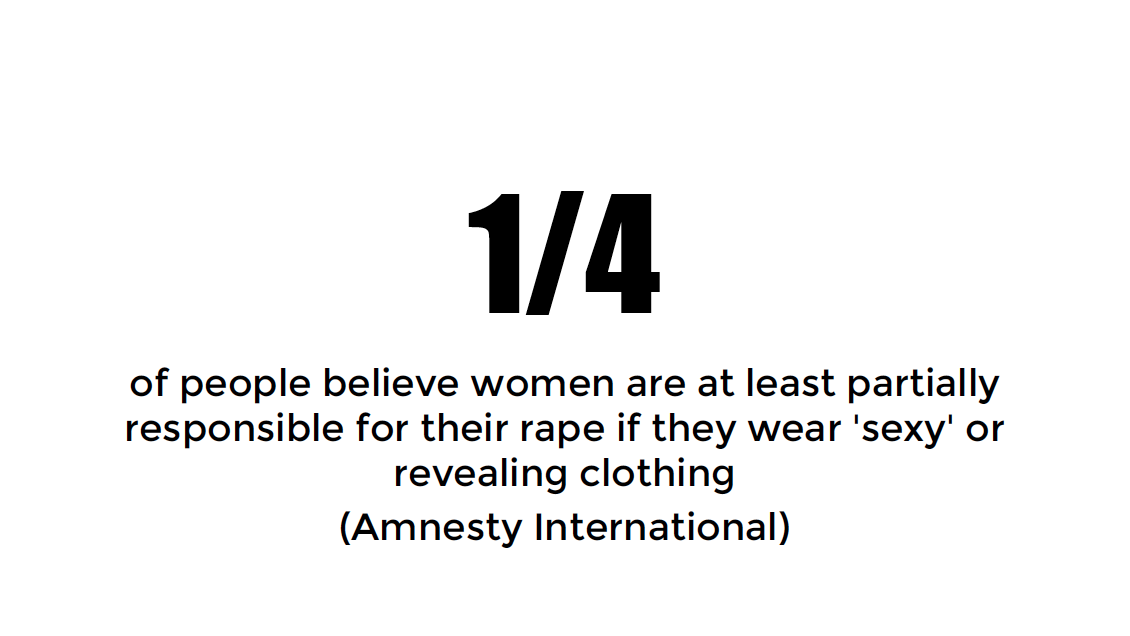 1/4
of people believe women are at least partially
responsible for their rape if they wear 'sexy' or
revealing clothing
(Amnesty International)